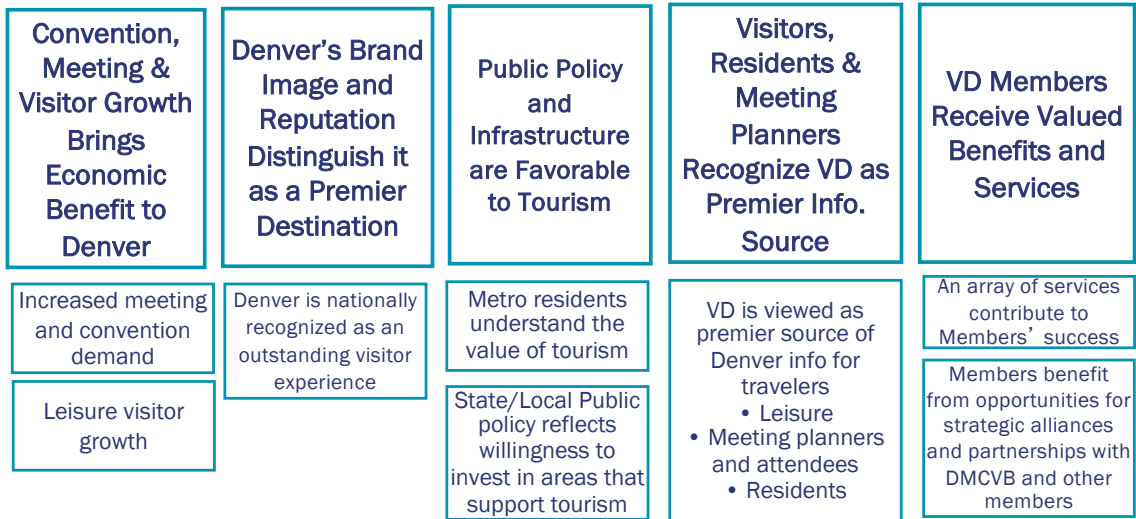 Convention,
Meeting &
Visitor Growth
Brings
Economic
Benefit to
Denver
Denver's Brand
Image and
Reputation
Distinguish it
as a Premier
Destination
Public Policy
and
Infrastructure
are Favorable
to Tourism
Visitors,
Residents &
Meeting
Planners
Recognize VD as
Premier Info.
Source
VD Members
Receive Valued
Benefits and
Services
Increased meeting
and convention
demand
Leisure visitor
growth
Denver is nationally
recognized as an
outstanding visitor
experience
Metro residents
understand the
value of tourism
State/Local Public
policy reflects
willingness to
invest in areas that
support tourism
VD is viewed as
premier source of
Denver info for
travelers
• Leisure
• Meeting planners
and attendees
• Residents
An array of services
contribute to
Members' success
Members benefit
from opportunities for
strategic alliances
and partnerships with
DMCVB and other
members